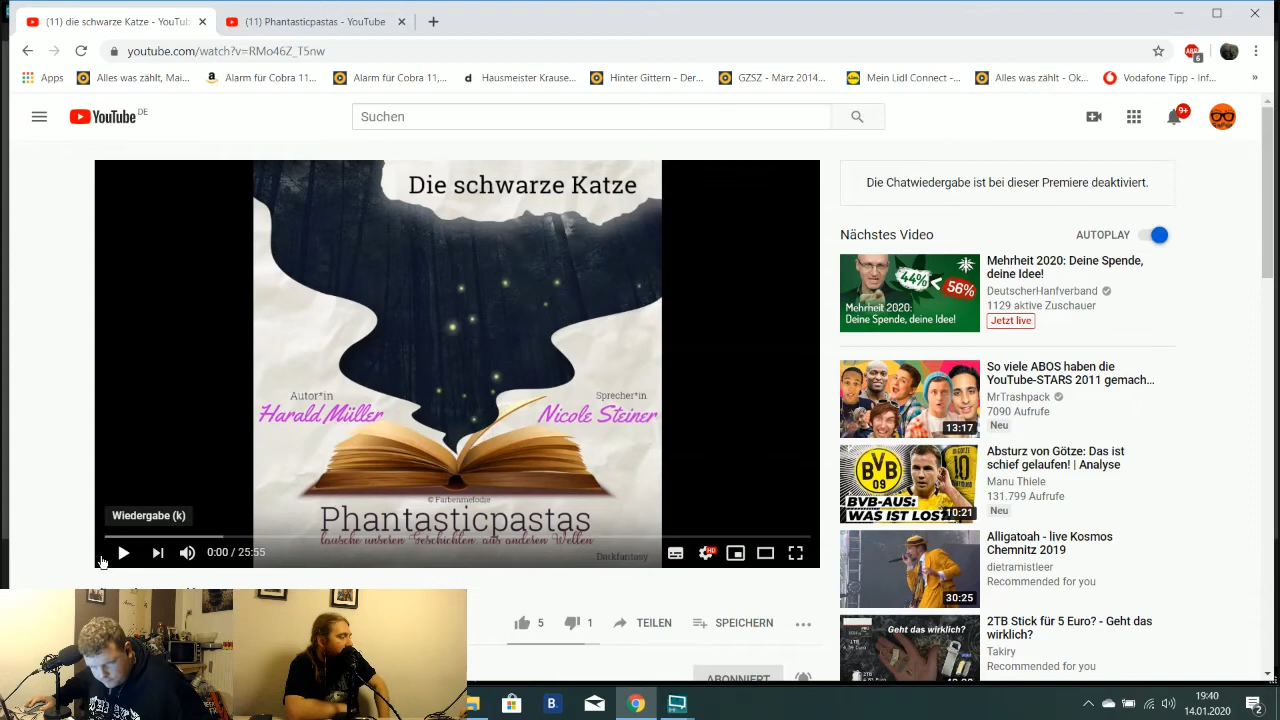 (11) die schwarze Katze - YouTub
(11) Phantasticpastas - YouTube
youtube.com/watch?v=RMo46Z_T5nw
ABP
6
Apps
Alles was zählt, Mai...
Alarm für Cobra 11...
Alarm für Cobra 11,...
Hausmeister Krause...
Hinter Gittern - Der...
GZSZ - März 2014...
Mein Lidl Connect -...
Alles was zählt - Ok...
Vodafone Tipp - Inf...
YouTube DE
Suchen
9+
Die schwarze Katze
Autor*in
Harald Müller
Sprecher*in
Nicole Steiner
© Farbenmelodie
Phantasticpastas
lausche unseren Geschichten, aus anderen Welten
Darkfantasy
Wiedergabe (k)
0:00 / 25:55
HD
Die Chatwiedergabe ist bei dieser Premiere deaktiviert.
Nächstes Video
AUTOPLAY
44% < 56%
Mehrheit 2020:
Deine Spende, deine Idee!
Mehrheit 2020: Deine Spende,
deine Idee!
DeutscherHanfverband
1129 aktive Zuschauer
Jetzt live
13:17
So viele ABOS haben die
YouTube-STARS 2011 gemach...
MrTrashpack
7090 Aufrufe
Neu
BVB
09
BVB-AUS:
WAS IST LOS
10:21
Absturz von Götze: Das ist
schief gelaufen! | Analyse
Manu Thiele
131.799 Aufrufe
Neu
30:25
Alligatoah - live Kosmos
Chemnitz 2019
dietramistleer
Recommended for you
Geht das wirklich?
2TB Stick für 5 Euro? - Geht das
wirklich?
Takiry
Recommended for you
5
1
TEILEN
SPEICHERN
ABONNIERT
19:40
14.01.2020
2